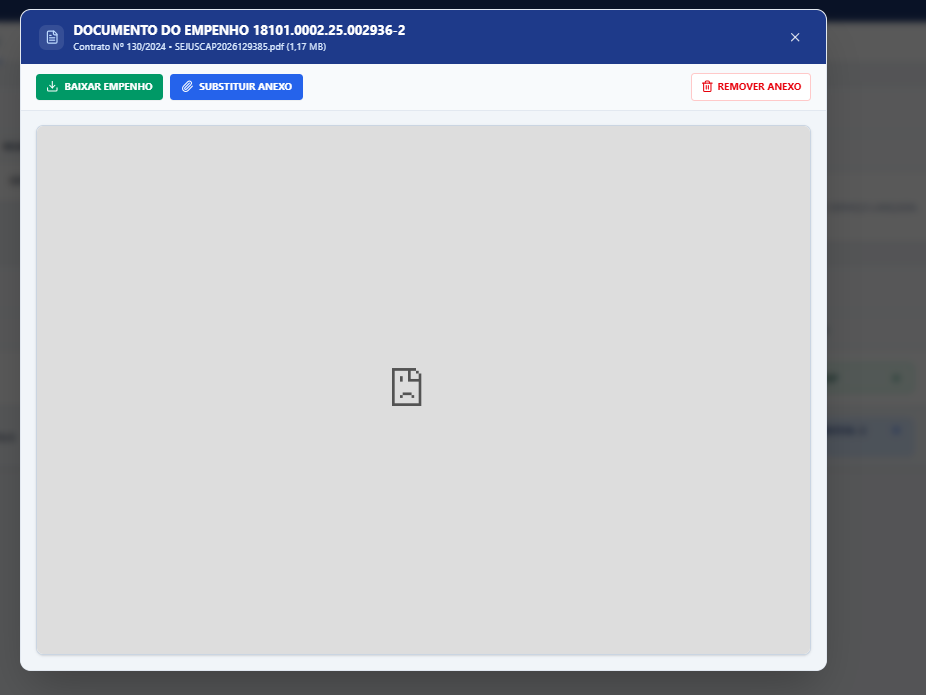 DOCUMENTO DO EMPENHO 18101.0002.25.002936-2
Contrato Nº 130/2024 • SEJUSCAP2026129385.pdf (1,17 MB)
BAIXAR EMPENHO
SUBSTITUIR ANEXO
REMOVER ANEXO